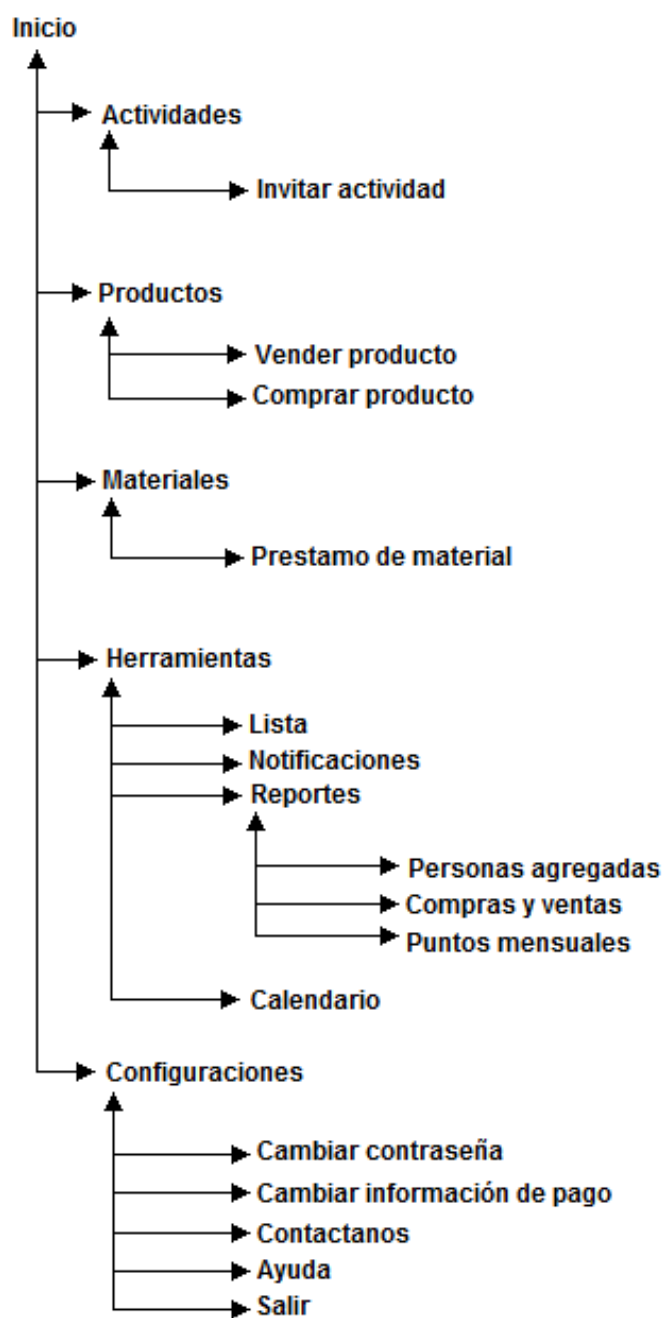 Inicio
Actividades
Invitar actividad
Productos
Vender producto
Comprar producto
Materiales
Prestamo de material
Herramientas
Lista
Notificaciones
Reportes
Personas agregadas
Compras y ventas
Puntos mensuales
Calendario
Configuraciones
Cambiar contraseña
Cambiar información de pago
Contactanos
Ayuda
Salir